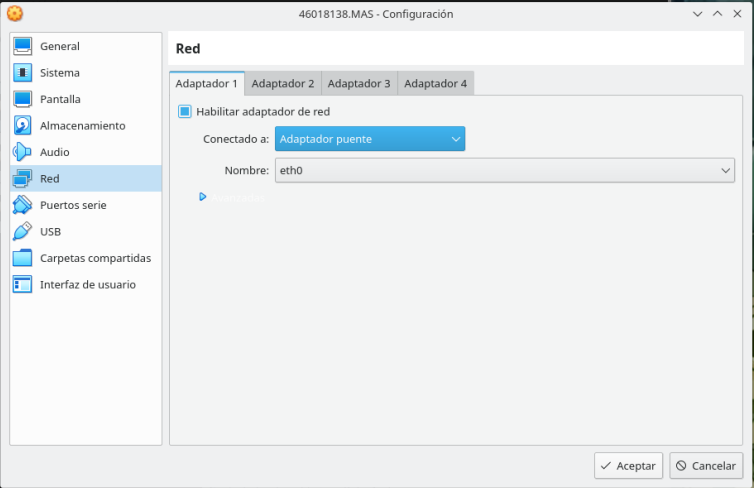 46018138.MAS - Configuración
General
Sistema
Pantalla
Almacenamiento
Audio
Red
Puertos serie
USB
Carpetas compartidas
Interfaz de usuario
Red
Adaptador 1 Adaptador 2 Adaptador 3 Adaptador 4
Habilitar adaptador de red
Conectado a: Adaptador puente
Nombre: eth0
Aceptar Cancelar